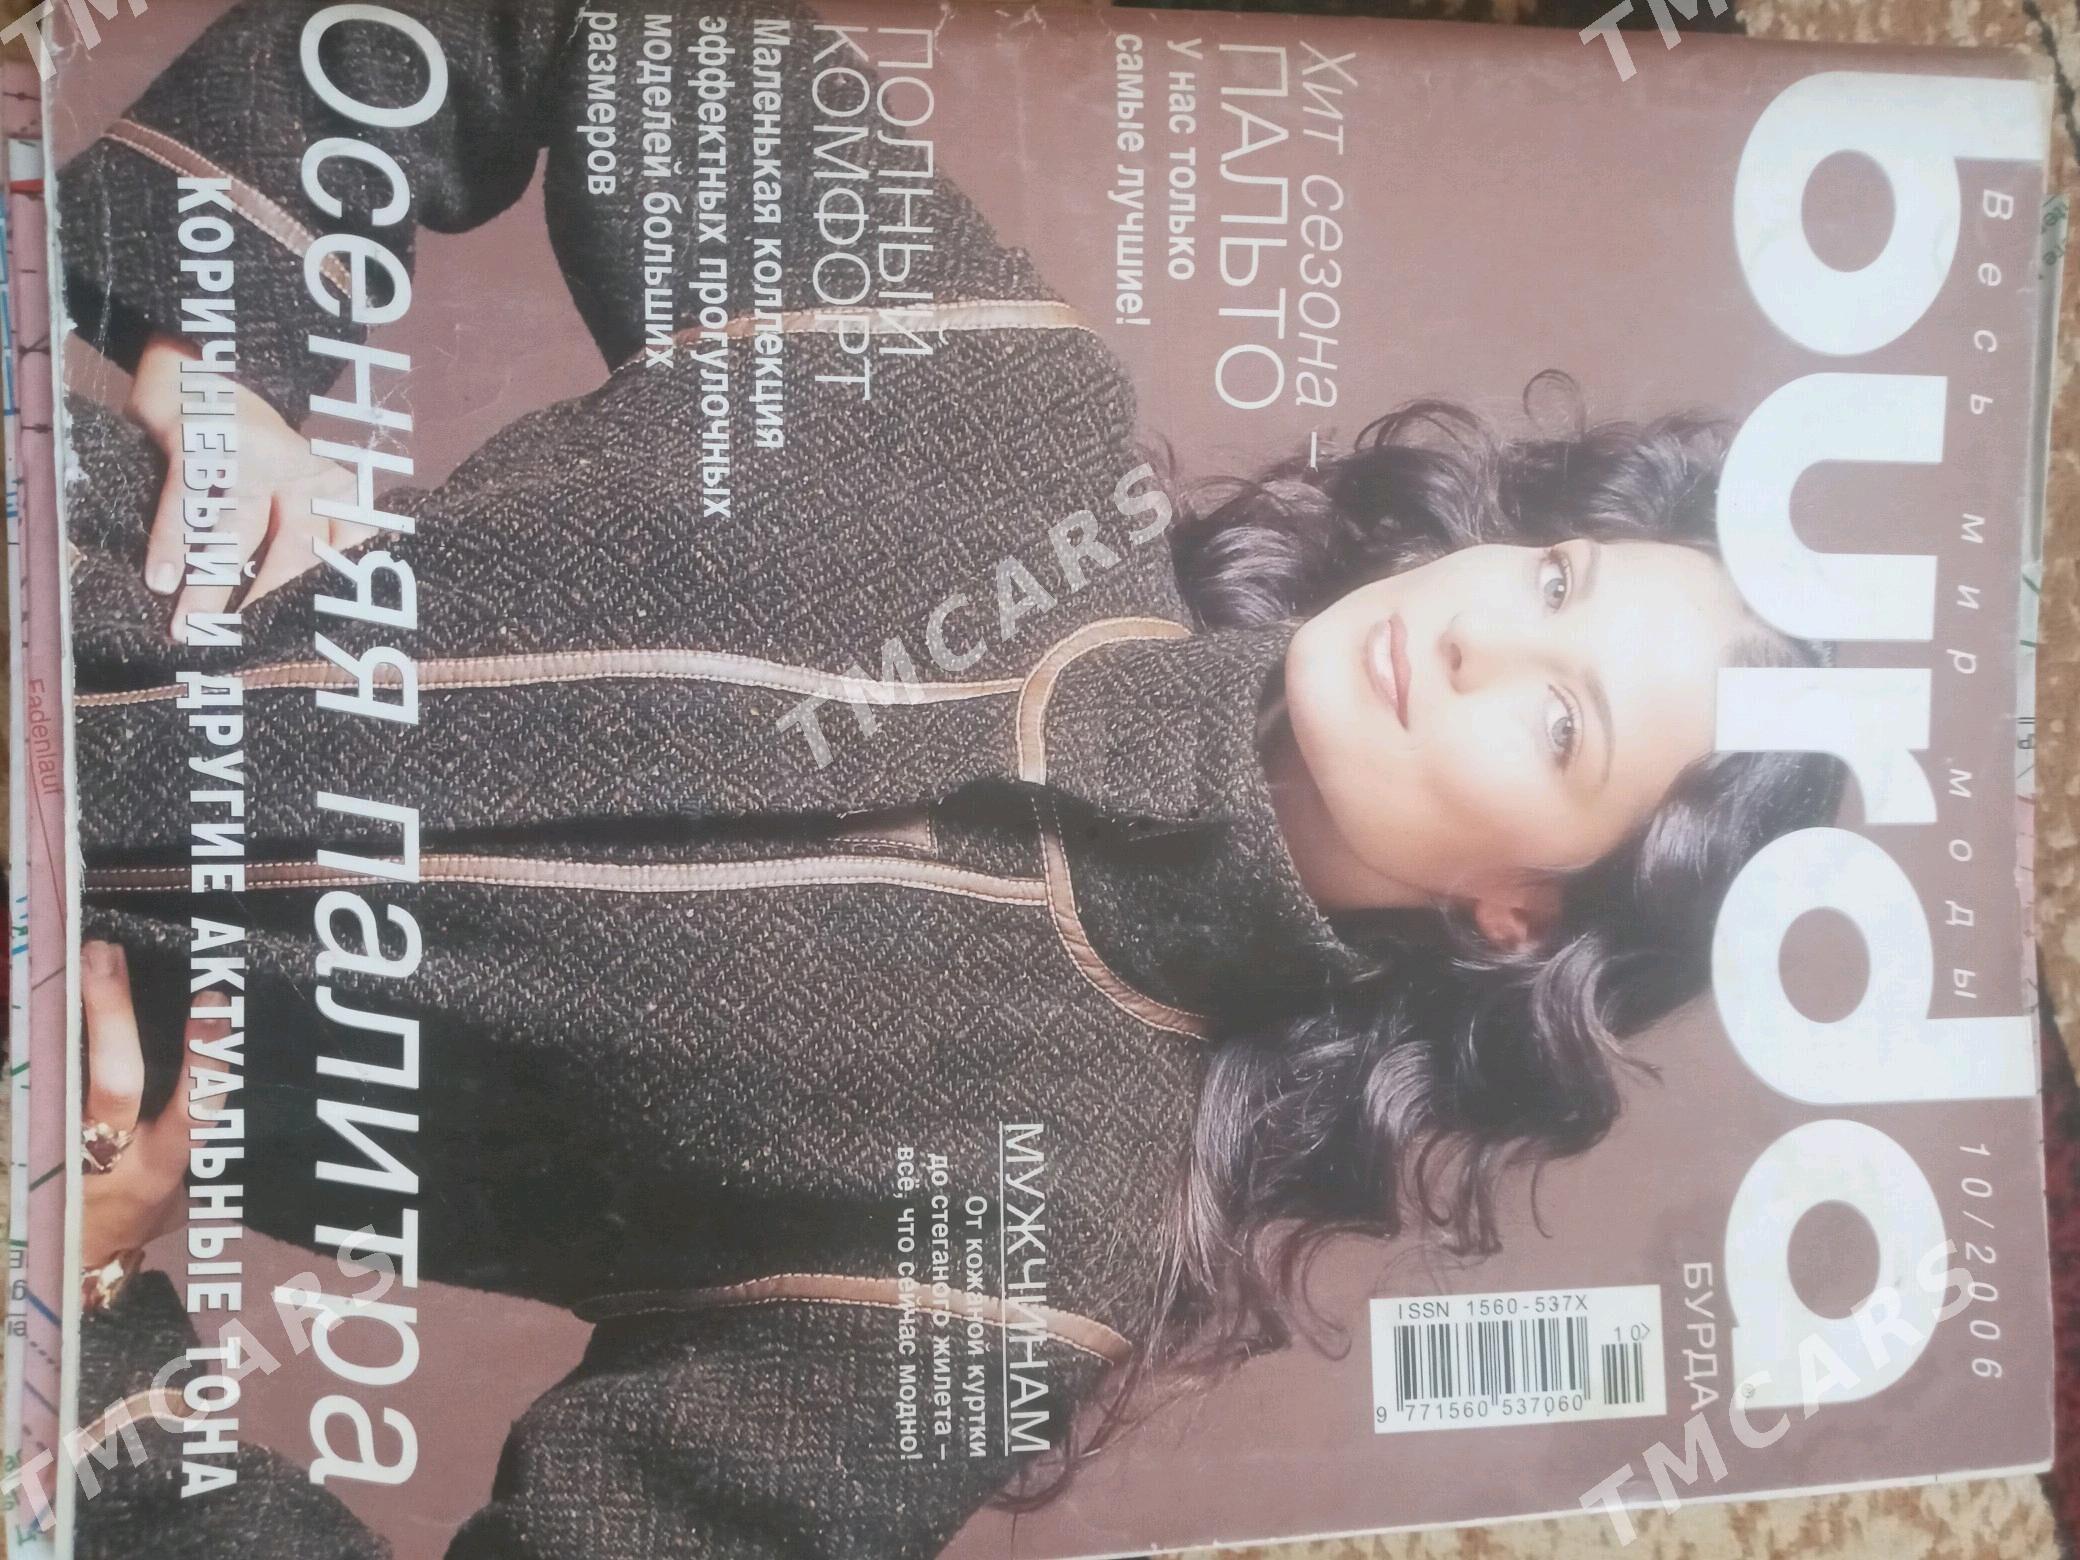 Весь мир моды 10/2006
burda
БУРДА
ISSN 1560-537X
10>
9 771560 537060
Хит сезона –
ПАЛЬТО
у нас только
самые лучшие!
ПОЛНЫЙ
КОМФОРТ
Маленькая коллекция
эффектных прогулочных
моделей больших
размеров
МУЖЧИНАМ
От кожаной куртки
до стеганого жилета –
всё, что сейчас модно!
Осенняя палитра
КОРИЧНЕВЫЙ И ДРУГИЕ АКТУАЛЬНЫЕ ТОНА
Fadenlauf
TMCARS
TMCARS
TMCARS
TMCARS
TMCARS